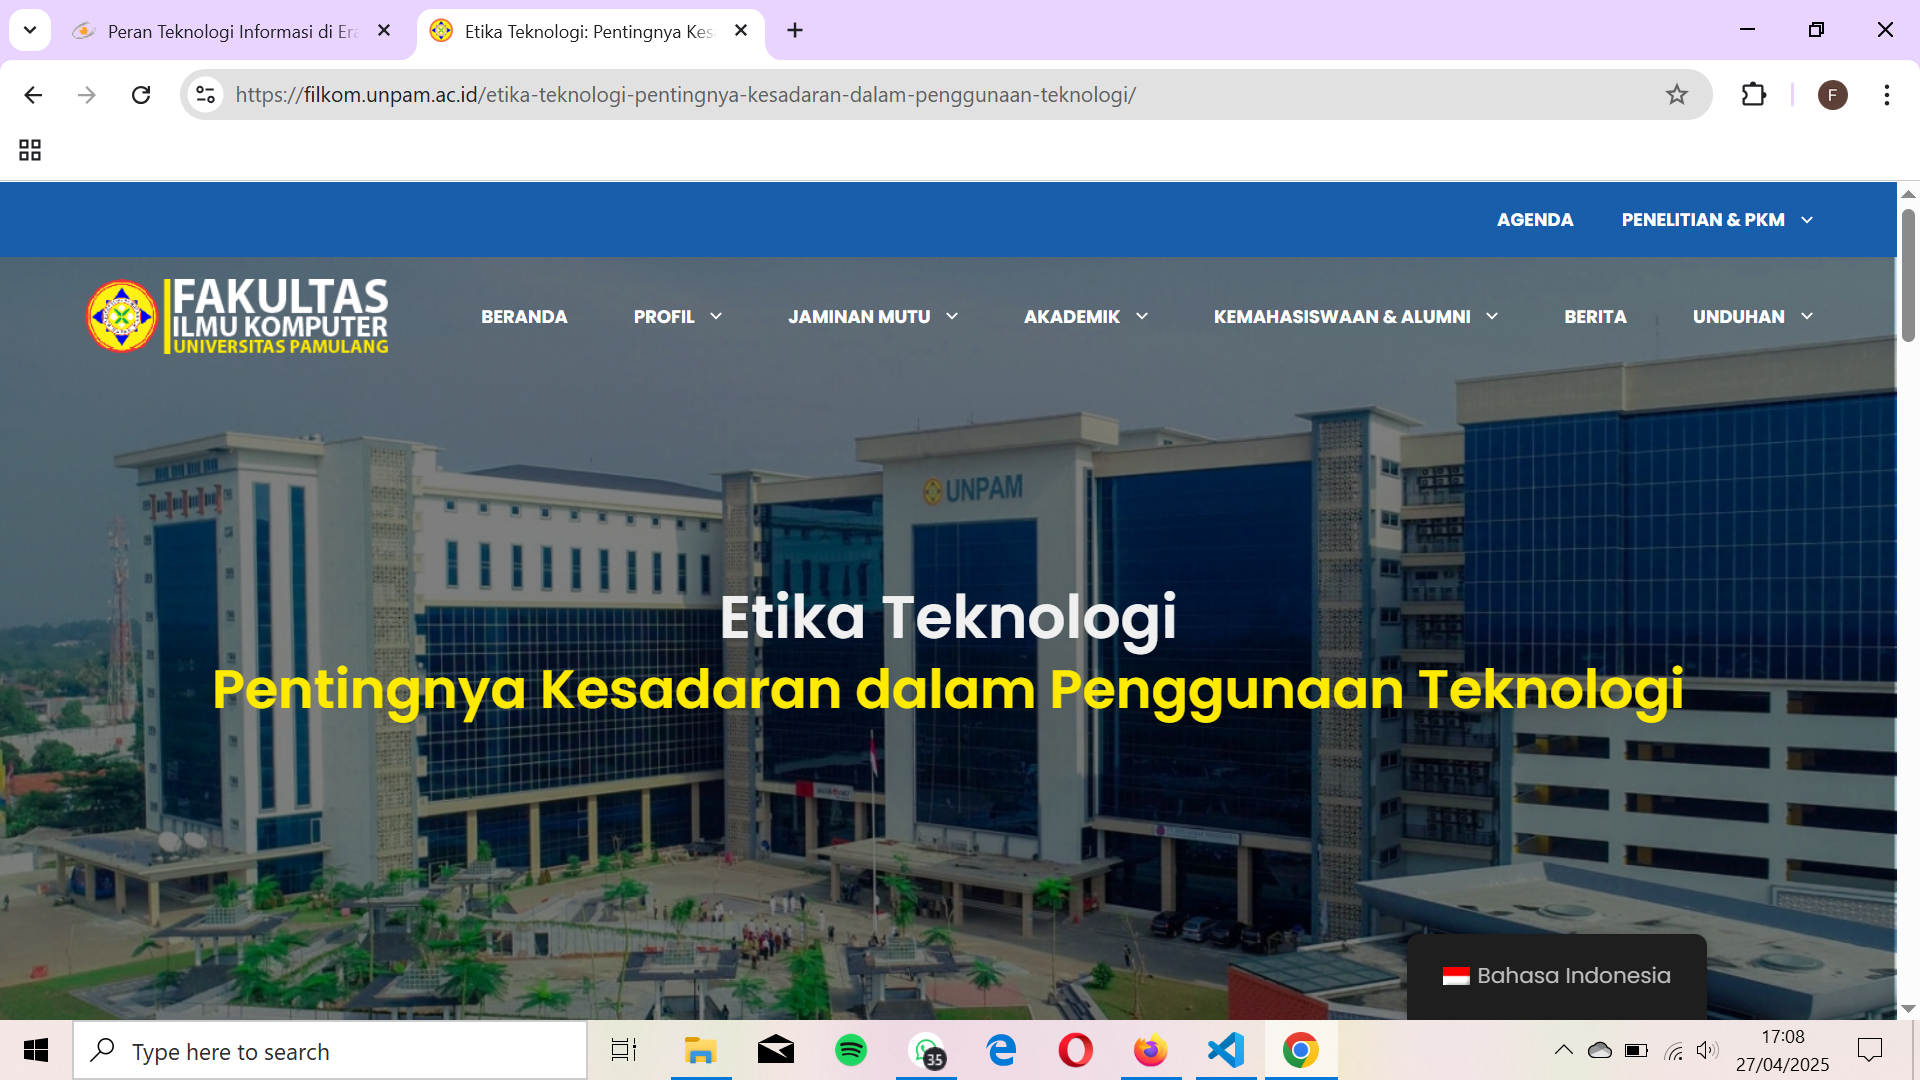 Peran Teknologi Informasi di Era
Etika Teknologi: Pentingnya Kes
https://filkom.unpam.ac.id/etika-teknologi-pentingnya-kesadaran-dalam-penggunaan-teknologi/
F
AGENDA
PENELITIAN & PKM
FAKULTAS
ILMU KOMPUTER
UNIVERSITAS PAMULANG
BERANDA
PROFIL
JAMINAN MUTU
AKADEMIK
KEMAHASISWAAN & ALUMNI
BERITA
UNDUHAN
UNPAM
Etika Teknologi
Pentingnya Kesadaran dalam Penggunaan Teknologi
Bahasa Indonesia
Type here to search
35
17:08
27/04/2025